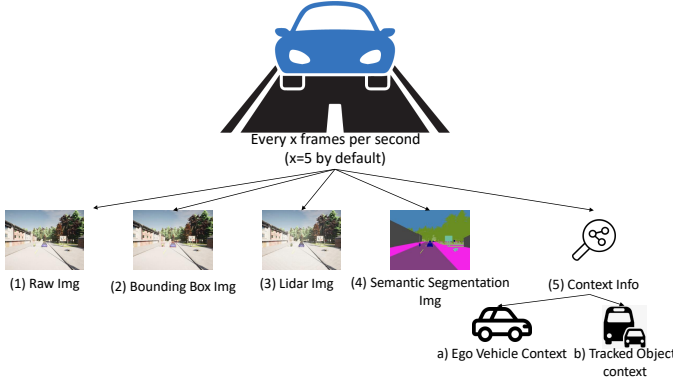 Every x frames per second
(x=5 by default)
(1) Raw Img
(2) Bounding Box Img
(3) Lidar Img
(4) Semantic Segmentation
Img
(5) Context Info
a) Ego Vehicle Context
b) Tracked Object
context